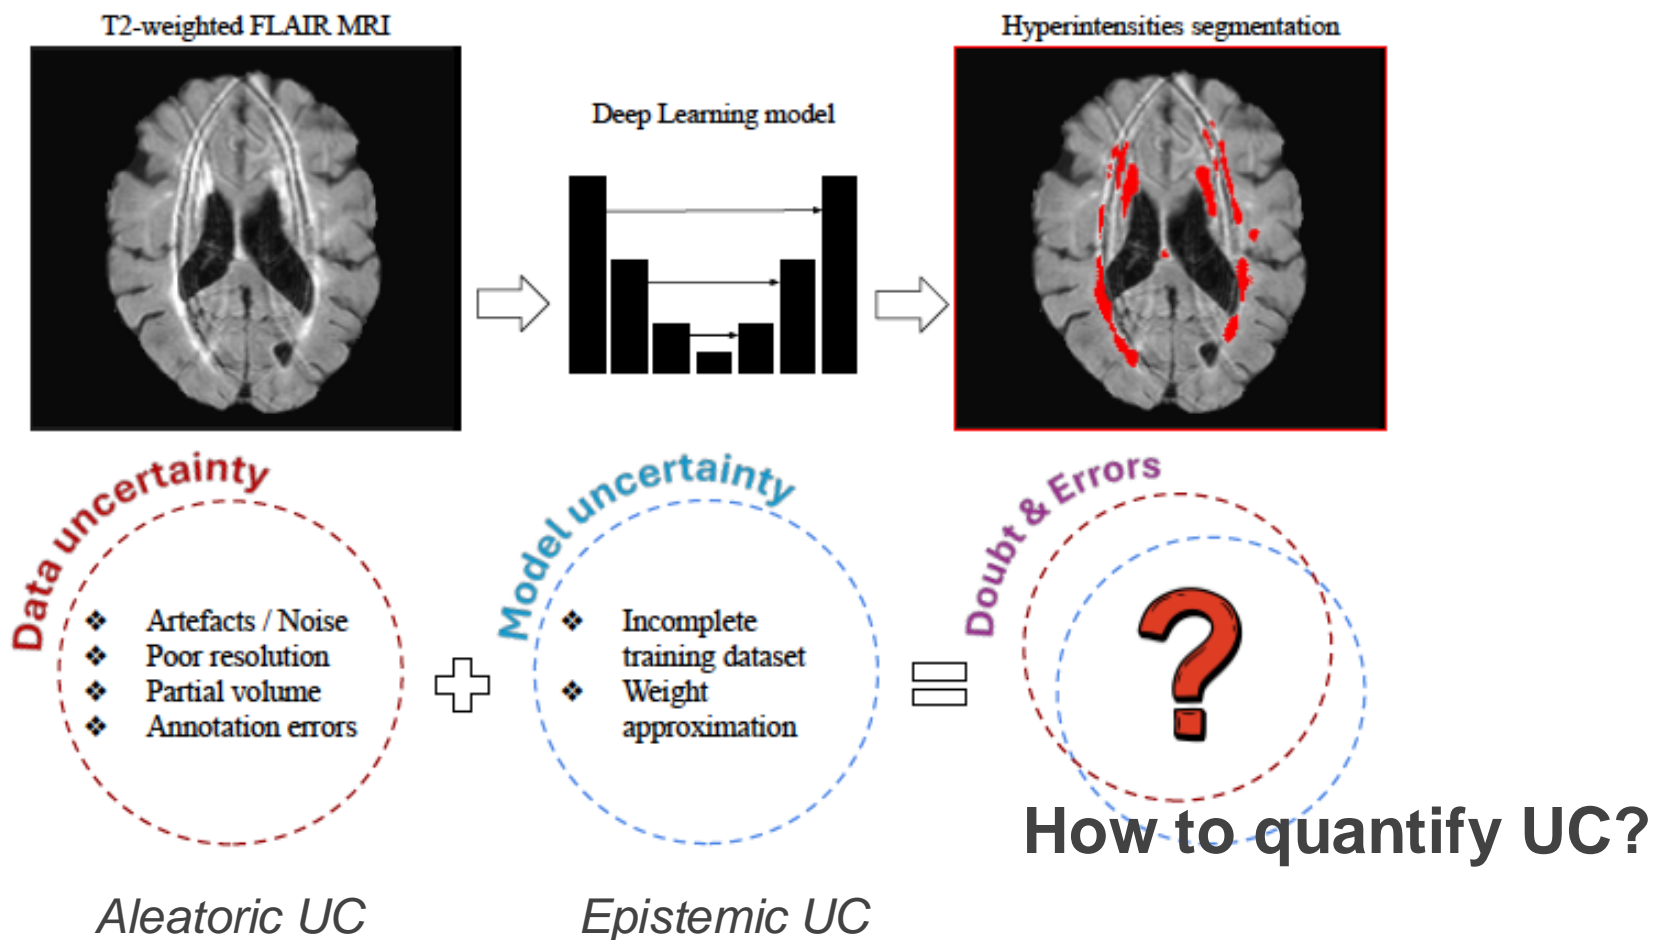 T2-weighted FLAIR MRI
Deep Learning model
Hyperintensities segmentation
Data uncertainty
❖ Artefacts / Noise
❖ Poor resolution
❖ Partial volume
❖ Annotation errors
Aleatoric UC
Model uncertainty
❖ Incomplete
training dataset
❖ Weight
approximation
Epistemic UC
Doubt & Errors
?
How to quantify UC?